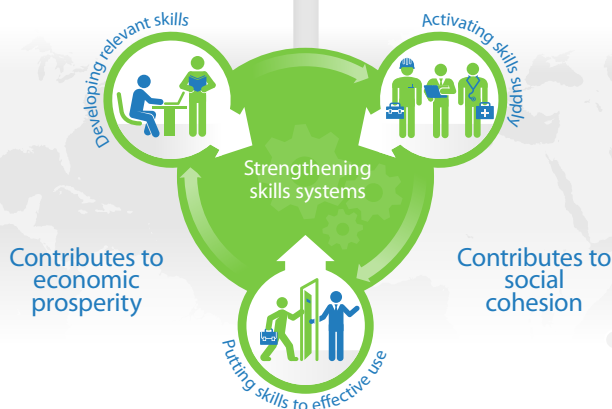 Developing relevant skills
Activating skills supply
Strengthening
skills systems
Contributes to
economic
prosperity
Contributes to
social
cohesion
Putting skills to effective use